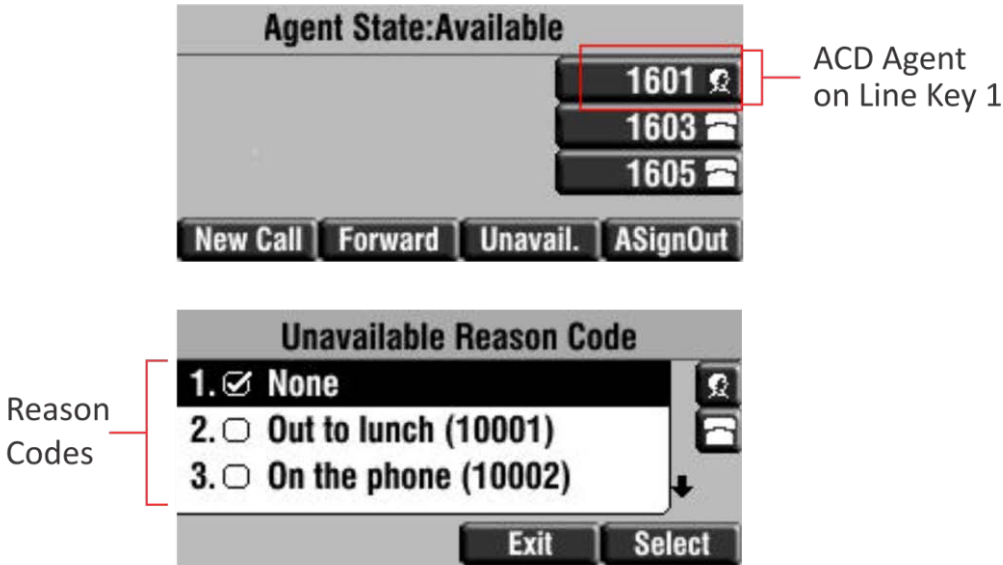 Agent State:Available
1601
ACD Agent
on Line Key 1
1603
1605
New Call Forward Unavail. ASignOut
Unavailable Reason Code
Reason
Codes
1. None
2. Out to lunch (10001)
3. On the phone (10002)
Exit Select